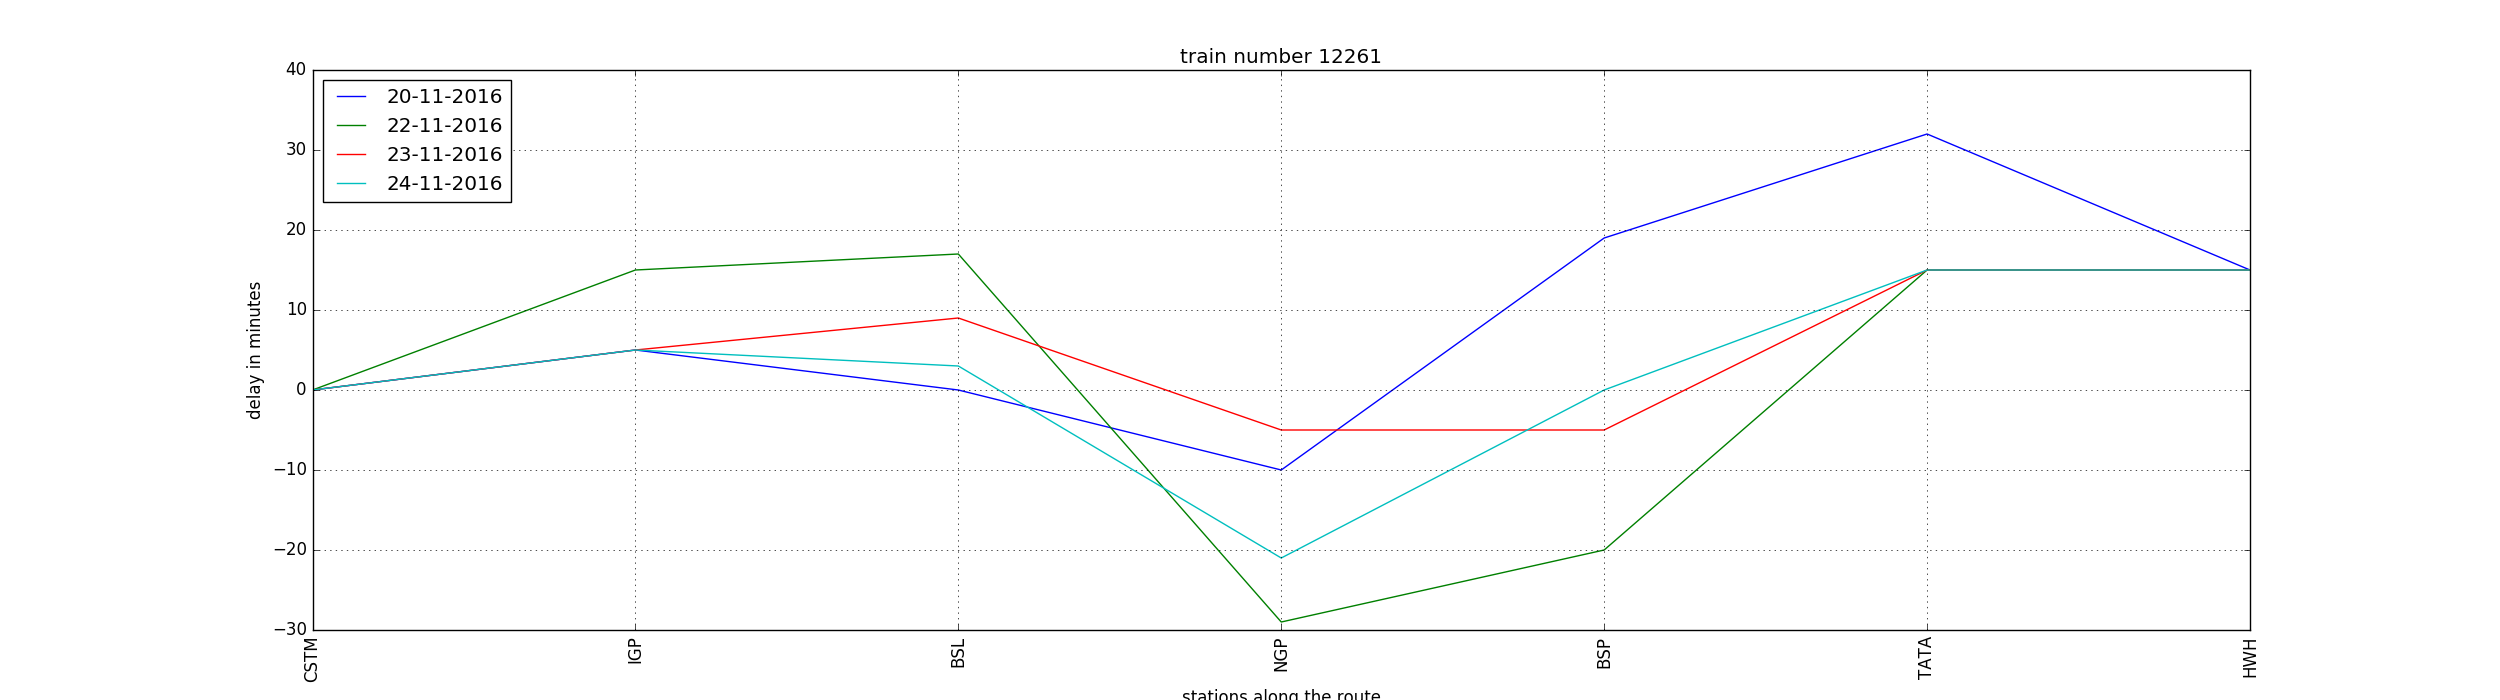 train number 12261
40
30
20
10
0
−10
−20
−30
delay in minutes
20-11-2016
22-11-2016
23-11-2016
24-11-2016
CSTM
IGP
BSL
NGP
BSP
TATA
HWH
stations along the route